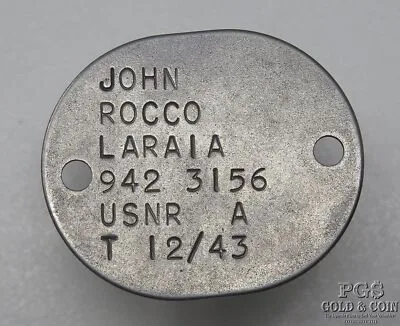 JOHN
ROCCO
LARAIA
942 3156
USNR A
T 12/43
PGS
GOLD & COIN